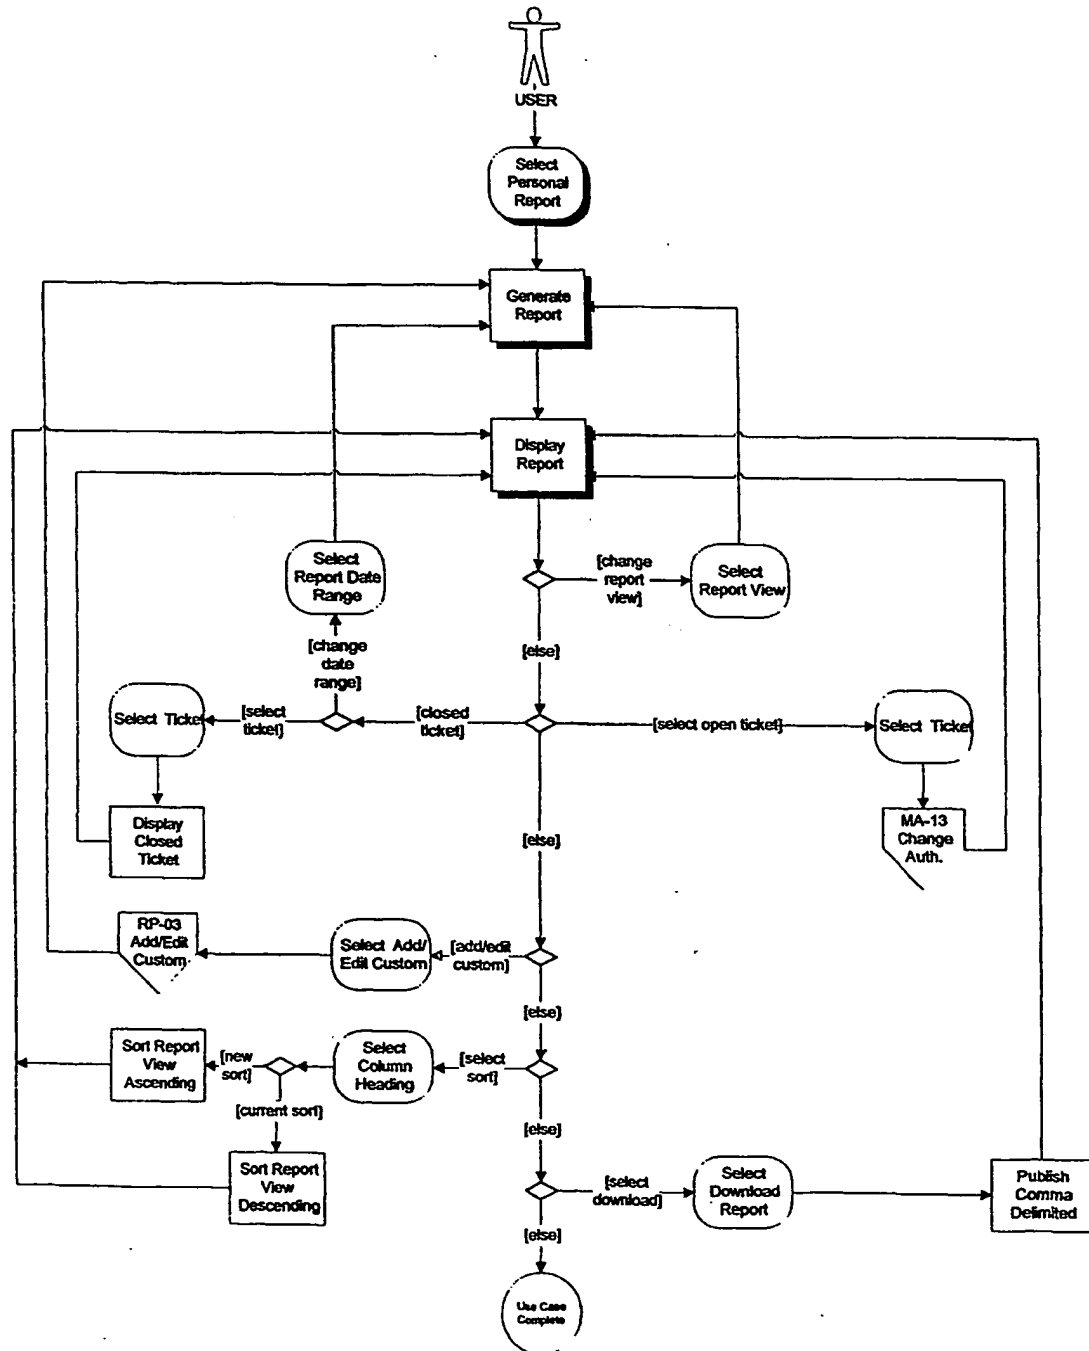 USER
Select
Personal
Report
Generate
Report
Display
Report
Select
Report Date
Range
[change
report
view]
Select
Report View
[change
date
range]
[else]
Select Ticket
[select
ticket]
[closed
ticket]
[select open ticket]
Select Ticket
Display
Closed
Ticket
[else]
MA-13
Change
Auth.
RP-03
Add/Edit
Custom
Select Add/
Edit Custom
[add/edit
custom]
[else]
Sort Report
View
Ascending
[new
sort]
Select
Column
Heading
[select
sort]
[current sort]
[else]
Sort Report
View
Descending
[select
download]
Select
Download
Report
Publish
Comma
Delimited
[else]
Use Case
Complete